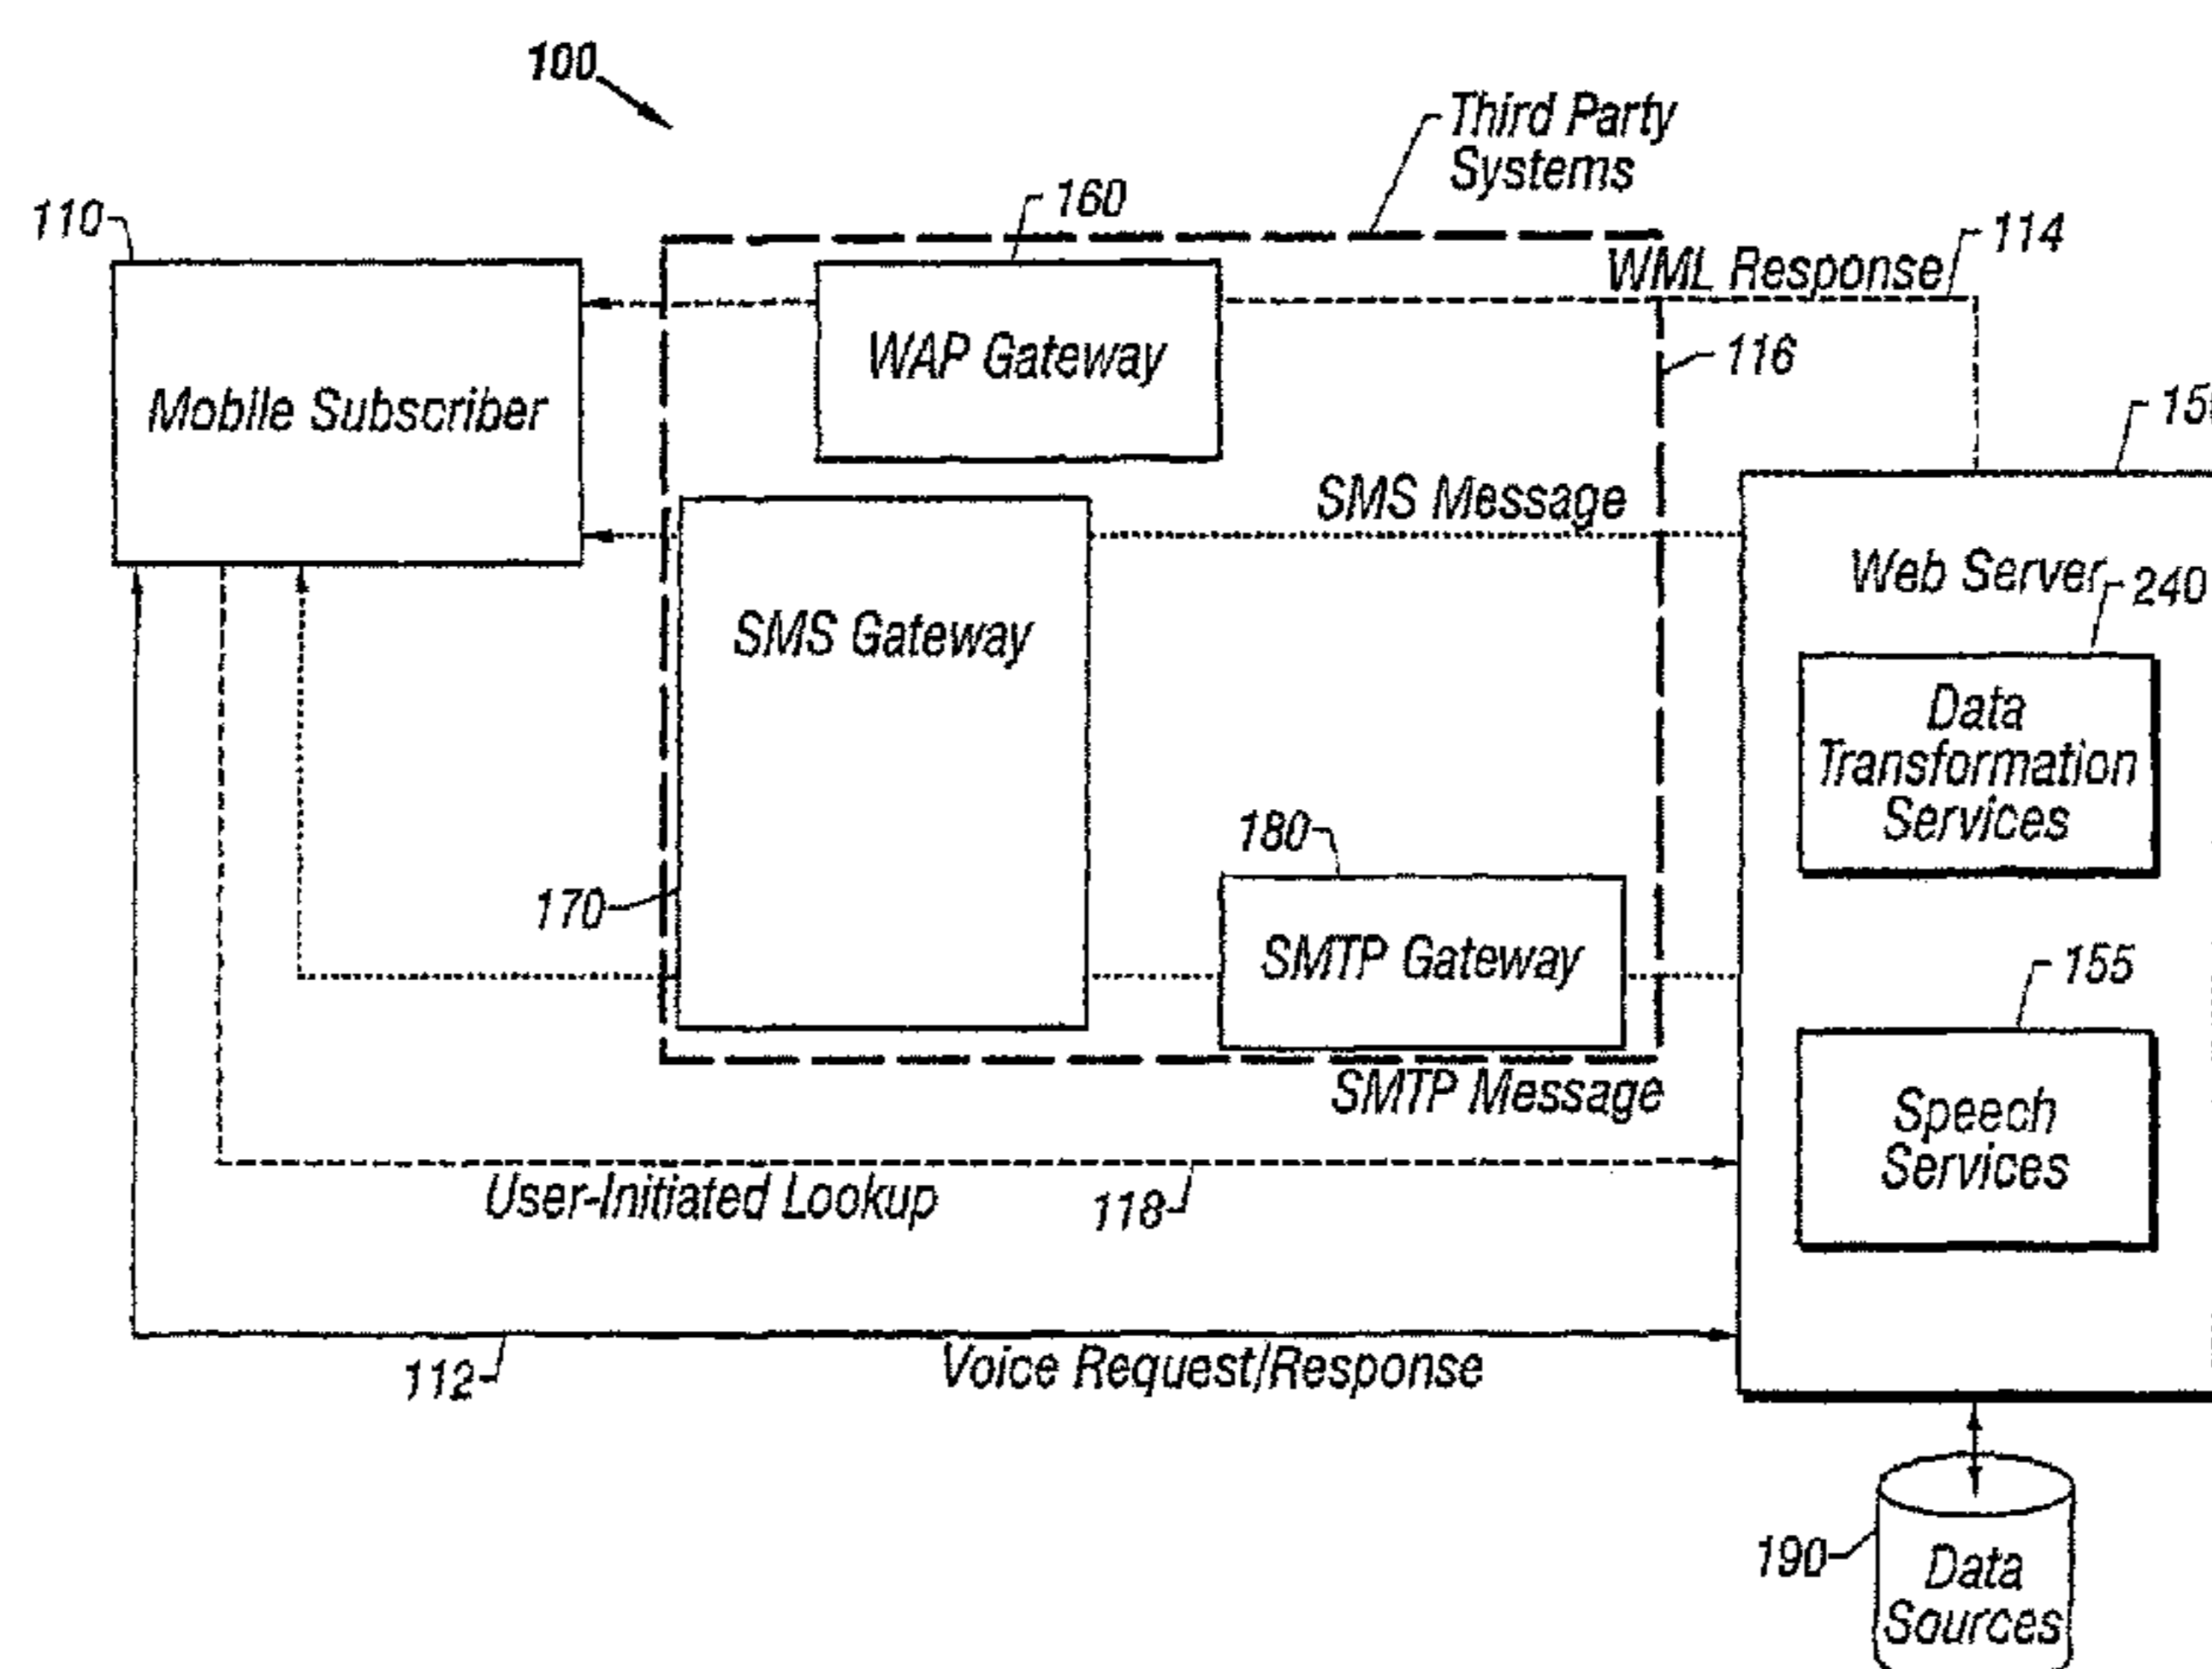 100
Third Party
Systems
160
110
114
WML Response
WAP Gateway
116
Mobile Subscriber
SMS Message
Web Server
240
SMS Gateway
Data
Transformation
Services
180
170
SMTP Gateway
155
SMTP Message
Speech
Services
User-Initiated Lookup
118
112
Voice Request/Response
190
Data
Sources